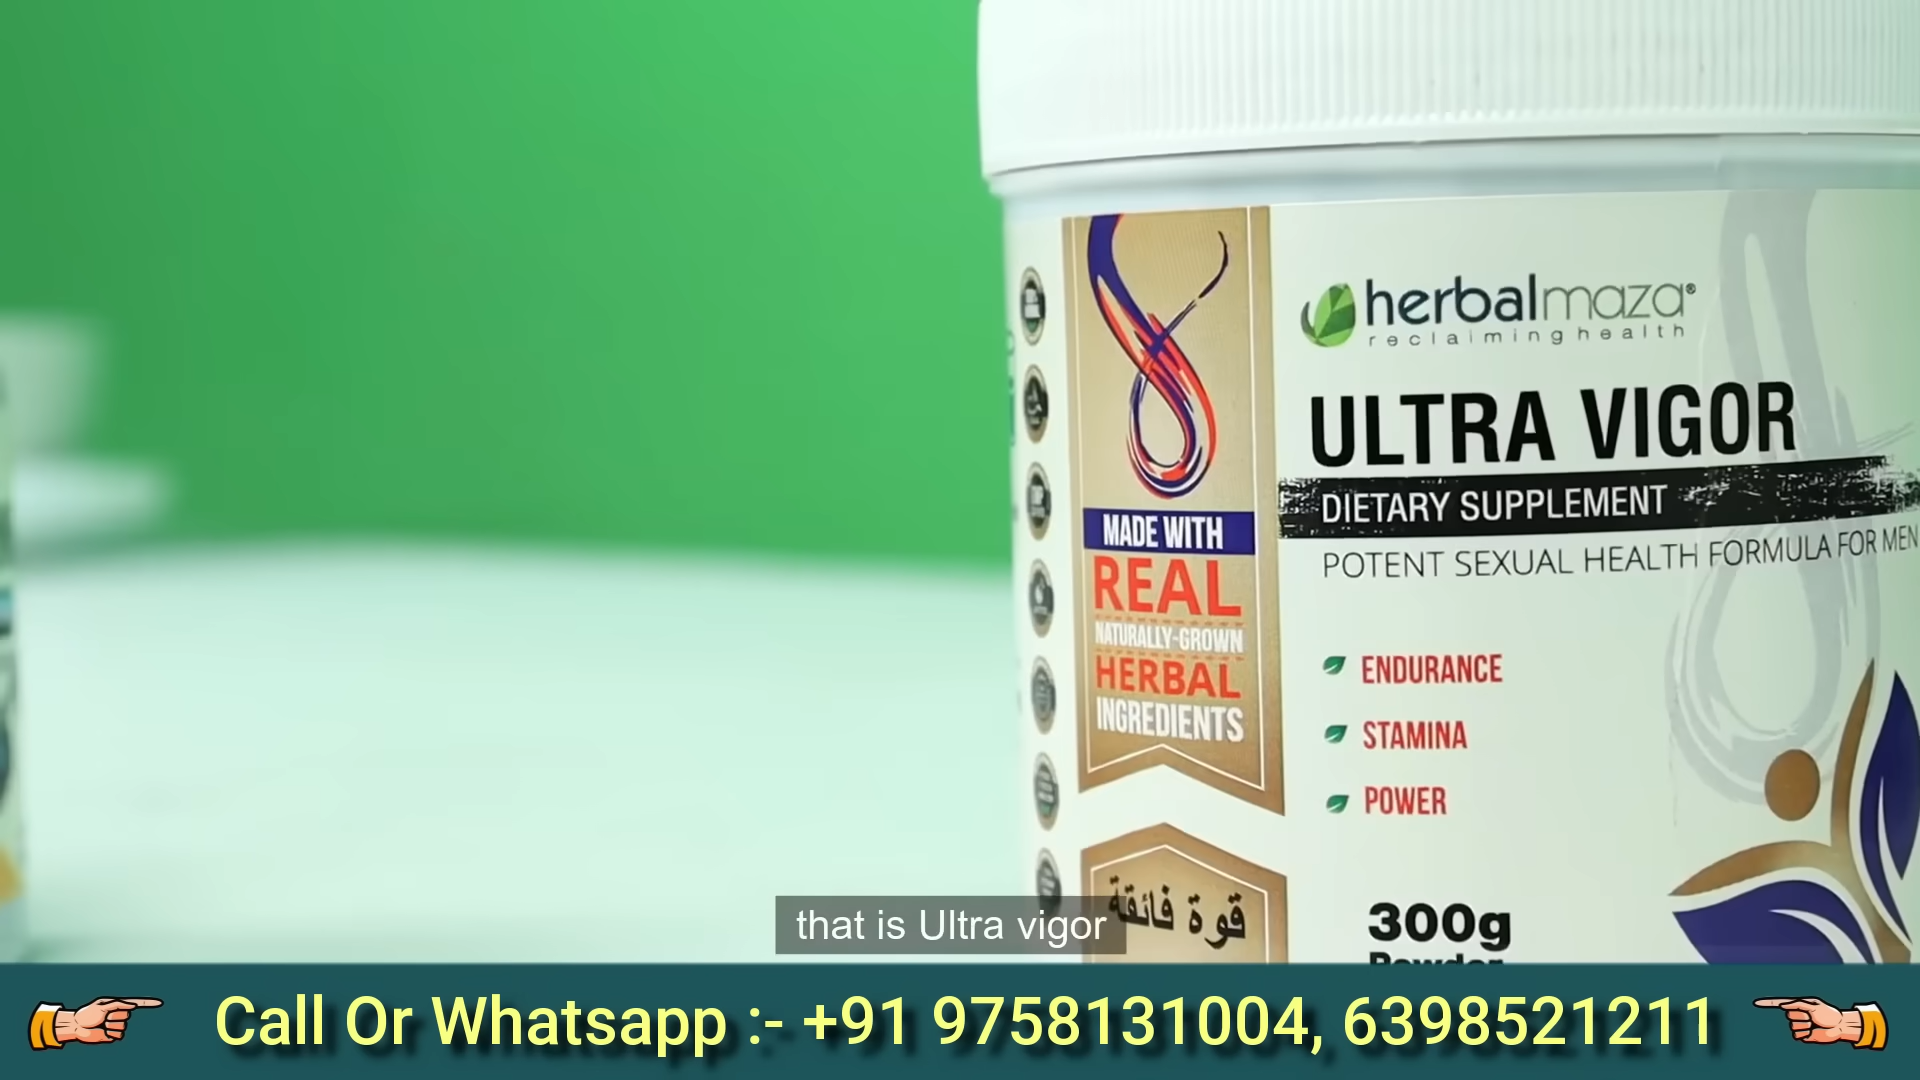 herbalmaza®
reclaiming health
ULTRA VIGOR
DIETARY SUPPLEMENT
POTENT SEXUAL HEALTH FORMULA FOR MEN
MADE WITH
REAL
NATURALLY-GROWN
HERBAL
INGREDIENTS
ENDURANCE
STAMINA
POWER
قوة فائقة
300g
Powder
that is Ultra vigor
Call Or Whatsapp :- +91 9758131004, 6398521211